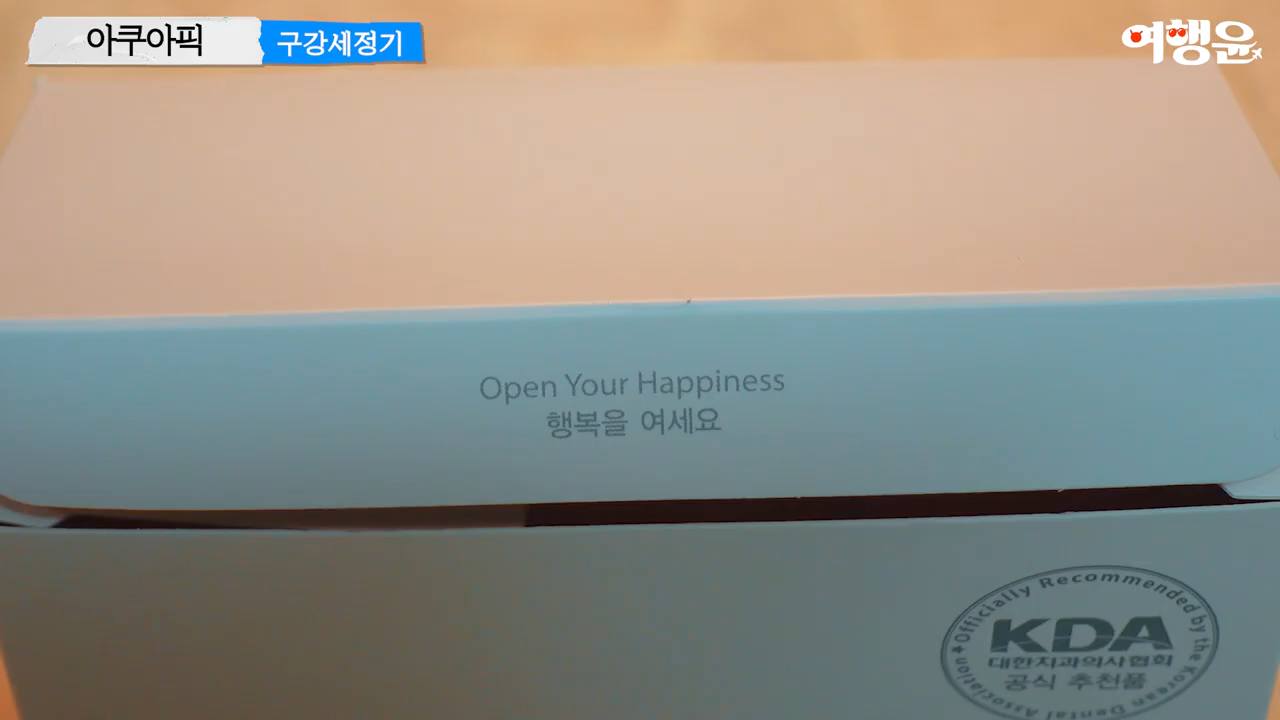 아쿠아픽 구강세정기
여행윤
Open Your Happiness
행복을 여세요
Officially Recommended by the Korean Dental Association
KDA
대한치과의사협회
공식 추천품